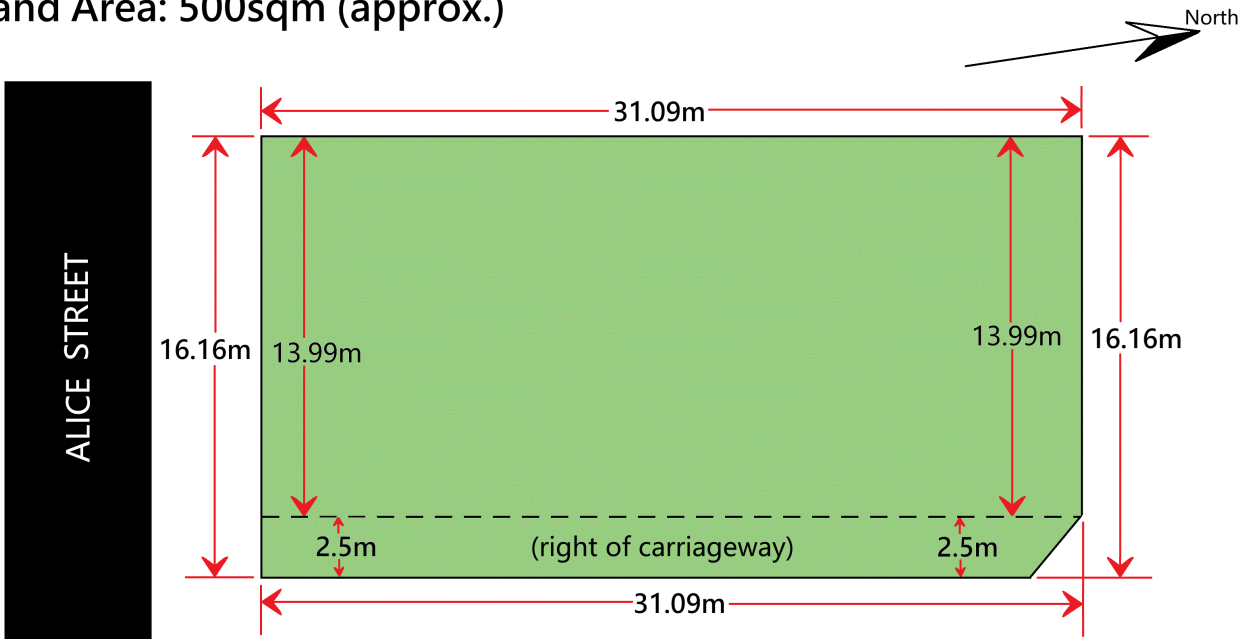 and Area: 500sqm (approx.)
North
31.09m
ALICE STREET
16.16m
13.99m
13.99m
16.16m
2.5m
(right of carriageway)
2.5m
31.09m